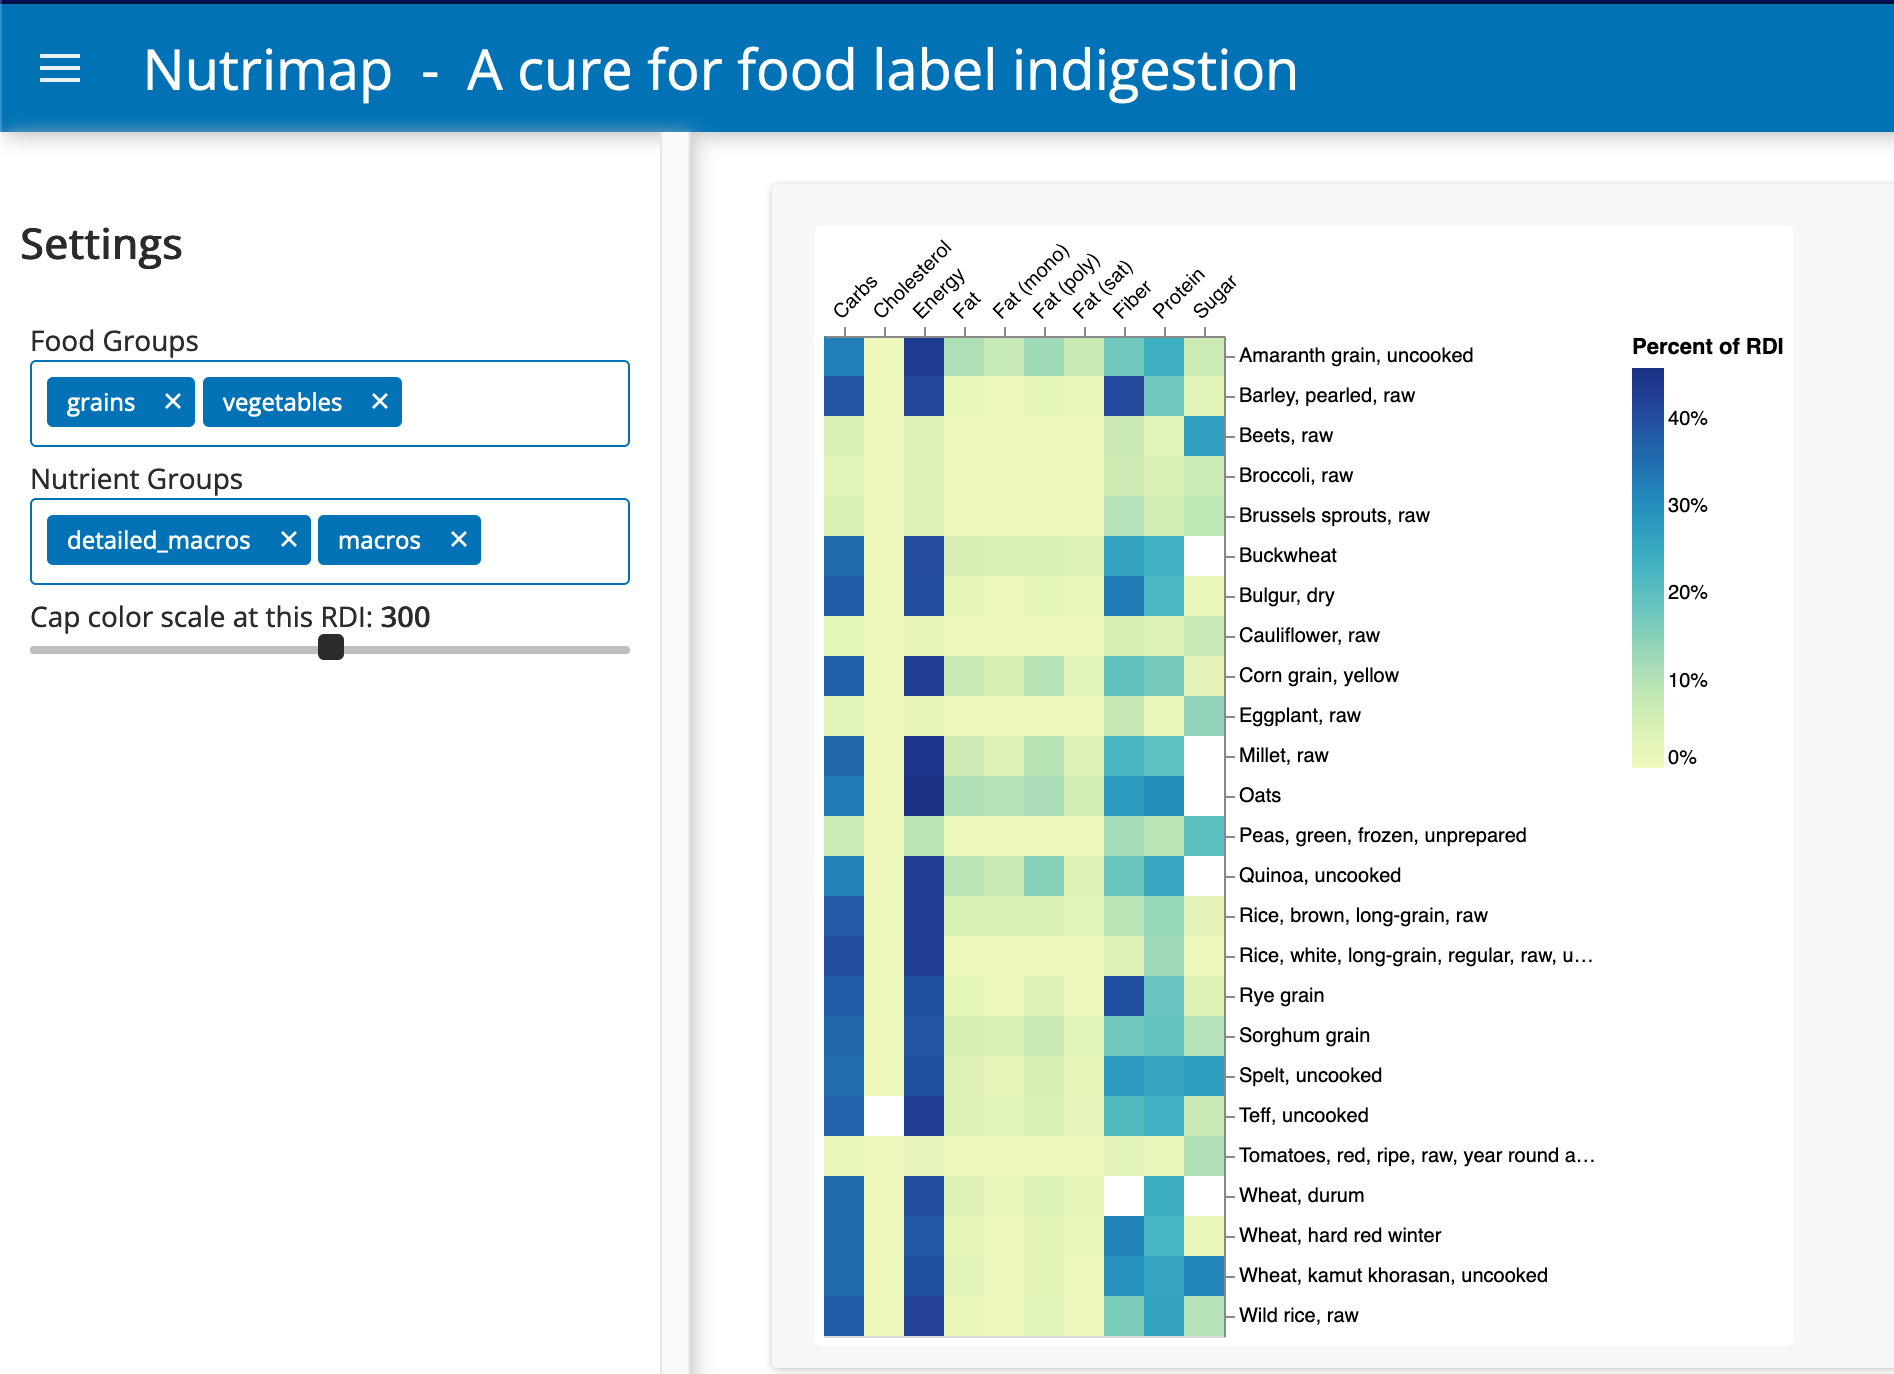 Nutrimap - A cure for food label indigestion
Settings
Food Groups
grains × vegetables ×
Nutrient Groups
detailed_macros × macros ×
Cap color scale at this RDI: 300
Carbs
Cholesterol
Energy
Fat
Fat (mono)
Fat (poly)
Fat (sat)
Fiber
Protein
Sugar
Amaranth grain, uncooked
Barley, pearled, raw
Beets, raw
Broccoli, raw
Brussels sprouts, raw
Buckwheat
Bulgur, dry
Cauliflower, raw
Corn grain, yellow
Eggplant, raw
Millet, raw
Oats
Peas, green, frozen, unprepared
Quinoa, uncooked
Rice, brown, long-grain, raw
Rice, white, long-grain, regular, raw, u…
Rye grain
Sorghum grain
Spelt, uncooked
Teff, uncooked
Tomatoes, red, ripe, raw, year round a…
Wheat, durum
Wheat, hard red winter
Wheat, kamut khorasan, uncooked
Wild rice, raw
Percent of RDI
40%
30%
20%
10%
0%